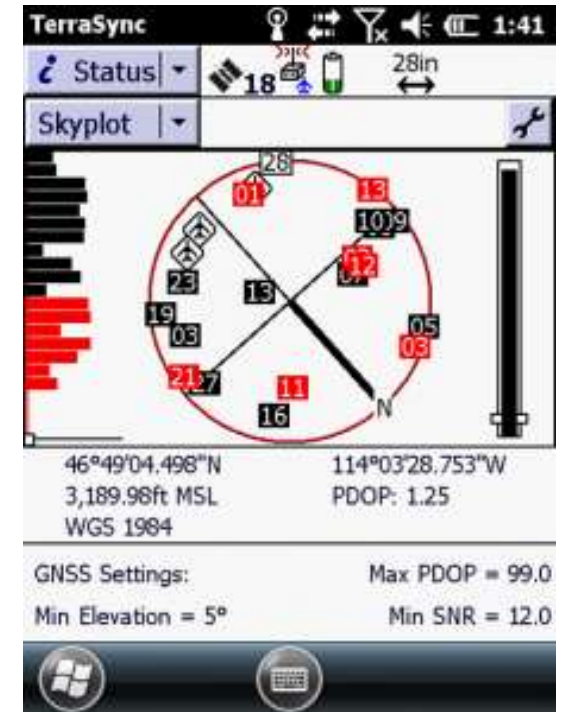 TerraSync 1:41
i Status 18 28in
Skyplot
28
01 13
10 09
12
23 13
19 05
03 03
21 27 11
16
N
46°49'04.498"N 114°03'28.753"W
3,189.98ft MSL PDOP: 1.25
WGS 1984
GNSS Settings: Max PDOP = 99.0
Min Elevation = 5° Min SNR = 12.0